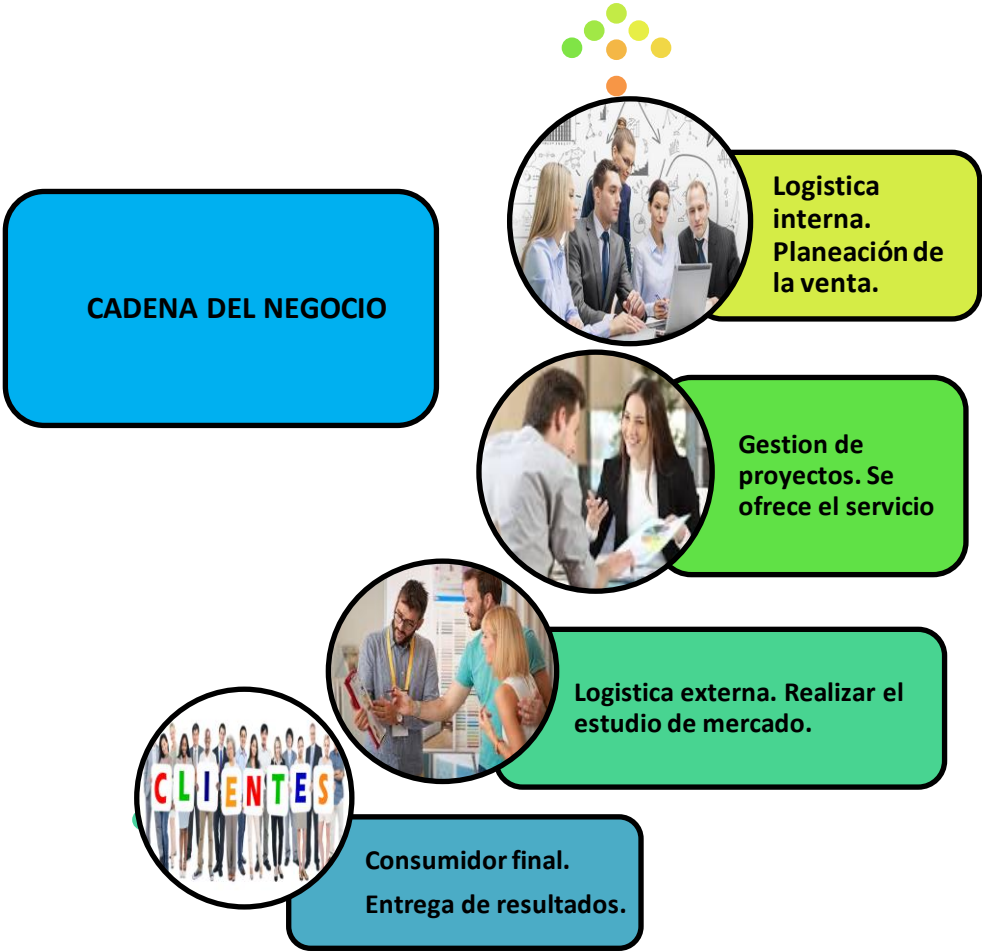 CADENA DEL NEGOCIO
Logistica
interna.
Planeación de
la venta.
Gestion de
proyectos. Se
ofrece el servicio
Logistica externa. Realizar el
estudio de mercado.
CLIENTES
Consumidor final.
Entrega de resultados.